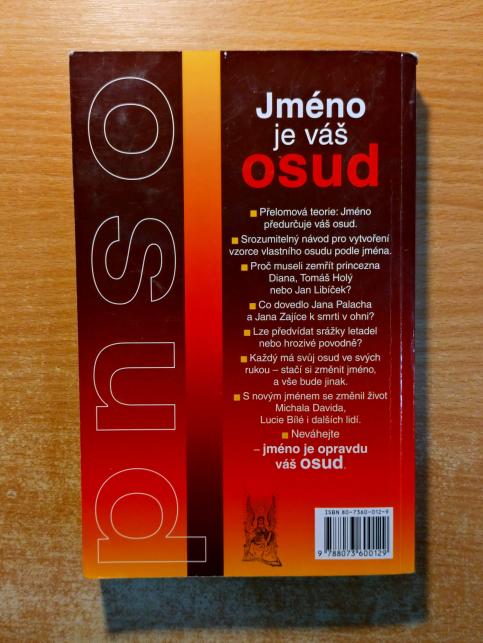 osud
Jméno
je váš
osud
Přelomová teorie: Jméno
předurčuje váš osud.
Srozumitelný návod pro vytvoření
vzorce vlastního osudu podle jména.
Proč museli zemřít princezna
Diana, Tomáš Holý
nebo Jan Libíček?
Co dovedlo Jana Palacha
a Jana Zajíce k smrti v ohni?
Lze předvídat srážky letadel
nebo hrozivé povodně?
Každý má svůj osud ve svých
rukou – stačí si změnit jméno,
a vše bude jinak.
S novým jménem se změnil život
Michala Davida,
Lucie Bílé i dalších lidí.
Neváhejte
– jméno je opravdu
váš osud.
ISBN 80-7360-012-9
9 788073 600129